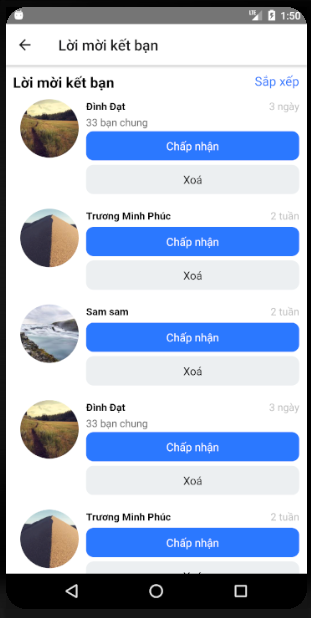 LTE 1:50
Lời mời kết bạn
Lời mời kết bạn Sắp xếp
Đình Đạt 3 ngày
33 bạn chung
Chấp nhận
Xoá
Trương Minh Phúc 2 tuần
Chấp nhận
Xoá
Sam sam 2 tuần
Chấp nhận
Xoá
Đình Đạt 3 ngày
33 bạn chung
Chấp nhận
Xoá
Trương Minh Phúc 2 tuần
Chấp nhận